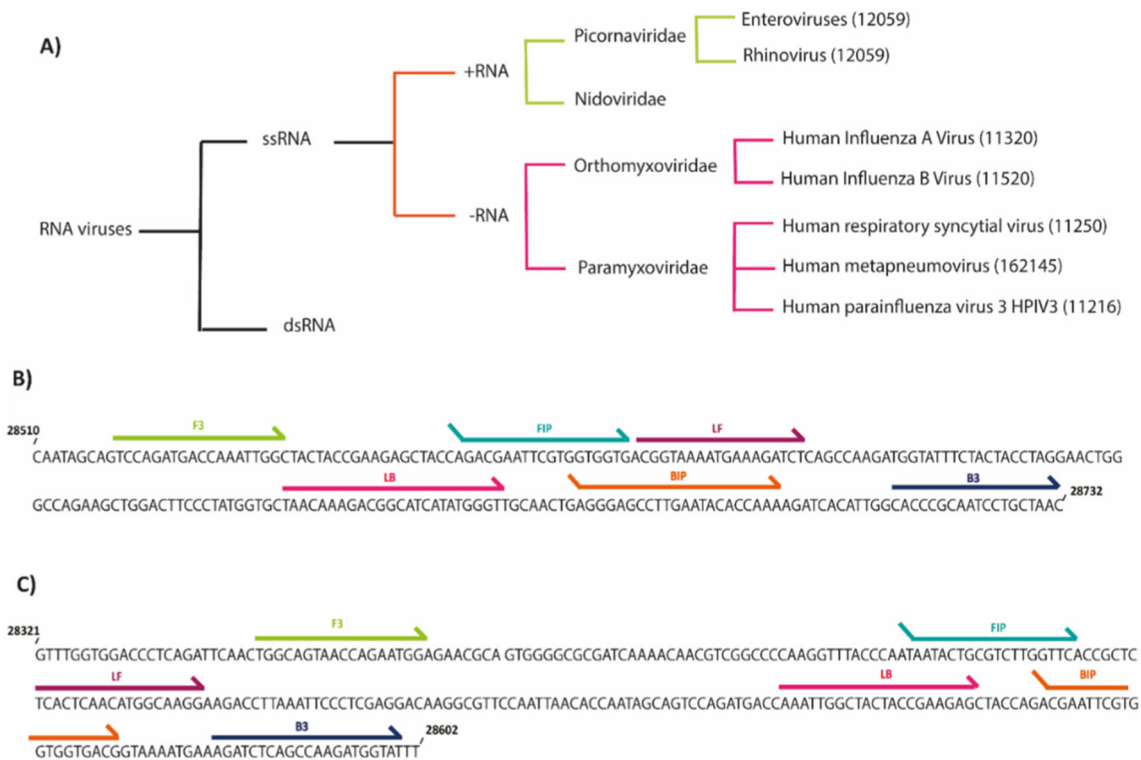 A)
Enteroviruses (12059)
Picornaviridae
Rhinovirus (12059)
+RNA
Nidoviridae
ssRNA
Human Influenza A Virus (11320)
Orthomyxoviridae
Human Influenza B Virus (11520)
-RNA
RNA viruses
Human respiratory syncytial virus (11250)
Paramyxoviridae
Human metapneumovirus (162145)
Human parainfluenza virus 3 HPIV3 (11216)
dsRNA
B)
F3 FIP LF
28510
CAATAGCAGTCCAGATGACCAAATTGGCTACTACCGAAGAGCTACCAGACGAATTCGTGGTGGTGACGGTAAAATGAAAGATCTCAGCCAAGATGGTATTTCTACTACCTAGGAACTGG
LB BIP B3
GCCAGAAGCTGGACTTCCCTATGGTGCTAACAAAGACGGCATCATATGGGTTGCAACTGAGGGAGCCTTGAATACACCAAAAGATCACATTGGCACCCGCAATCCTGCTAAC
28732
C)
F3 FIP
28321
GTTTGGTGGACCCTCAGATTCAACTGGCAGTAACCAGAATGGAGAACGCA GTGGGGCGCGATCAAAACAACGTCGGCCCCAAGGTTTACCCAATAATACTGCGTCTTGGTTCACCGCTC
LF LB BIP
TCACTCAACATGGCAAGGAAGACCTTAAATTCCCTCGAGGACAAGGCGTTCCAATTAACACCAATAGCAGTCCAGATGACCAAATTGGCTACTACCGAAGAGCTACCAGACGAATTCGTG
B3
GTGGTGACGGTAAAATGAAAGATCTCAGCCAAGATGGTATTT
28602